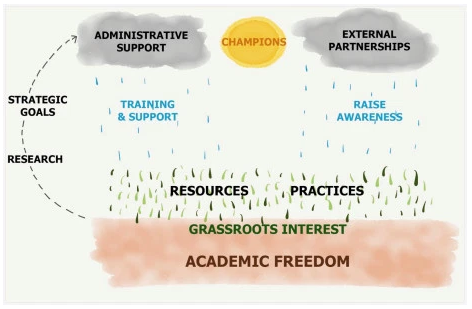 ADMINISTRATIVE
SUPPORT
CHAMPIONS
EXTERNAL
PARTNERSHIPS
STRATEGIC
GOALS
TRAINING
& SUPPORT
RAISE
AWARENESS
RESEARCH
RESOURCES
PRACTICES
GRASSROOTS INTEREST
ACADEMIC FREEDOM